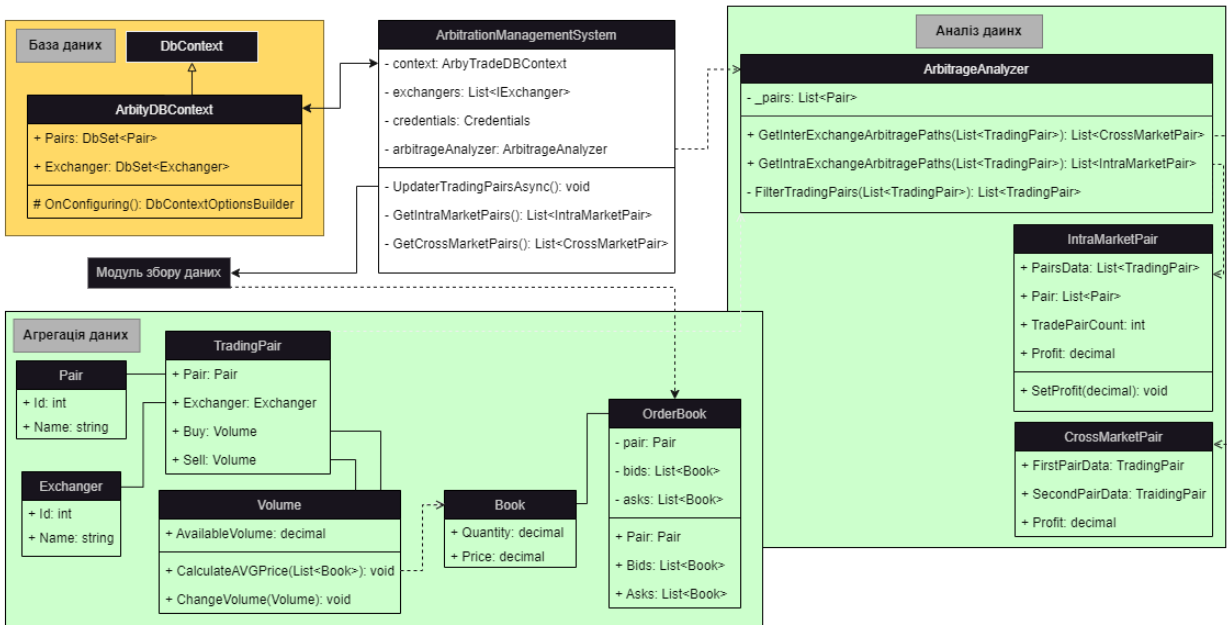 База даних
DbContext
ArbityDBContext
+ Pairs: DbSet<Pair>
+ Exchanger: DbSet<Exchanger>
# OnConfiguring(): DbContextOptionsBuilder
ArbitrationManagementSystem
- context: ArbyTradeDBContext
- exchangers: List<IExchanger>
- credentials: Credentials
- arbitrageAnalyzer: ArbitrageAnalyzer
- UpdaterTradingPairsAsync(): void
- GetIntraMarketPairs(): List<IntraMarketPair>
- GetCrossMarketPairs(): List<CrossMarketPair>
Аналіз даинх
ArbitrageAnalyzer
- _pairs: List<Pair>
+ GetInterExchangeArbitragePaths(List<TradingPair): List<CrossMarketPair>
+ GetIntraExchangeArbitragePaths(List<TradingPair): List<IntraMarketPair>
- FilterTradingPairs(List<TradingPair): List<TradingPair>
IntraMarketPair
+ PairsData: List<TradingPair>
+ Pair: List<Pair>
+ TradePairCount: int
+ Profit: decimal
+ SetProfit(decimal): void
CrossMarketPair
+ FirstPairData: TradingPair
+ SecondPairData: TraidingPair
+ Profit: decimal
Модуль збору даних
Агрегація даних
Pair
+ Id: int
+ Name: string
Exchanger
+ Id: int
+ Name: string
TradingPair
+ Pair: Pair
+ Exchanger: Exchanger
+ Buy: Volume
+ Sell: Volume
Volume
+ AvailableVolume: decimal
+ CalculateAVGPrice(List<Book>): void
+ ChangeVolume(Volume): void
Book
+ Quantity: decimal
+ Price: decimal
OrderBook
- pair: Pair
- bids: List<Book>
- asks: List<Book>
+ Pair: Pair
+ Bids: List<Book>
+ Asks: List<Book>